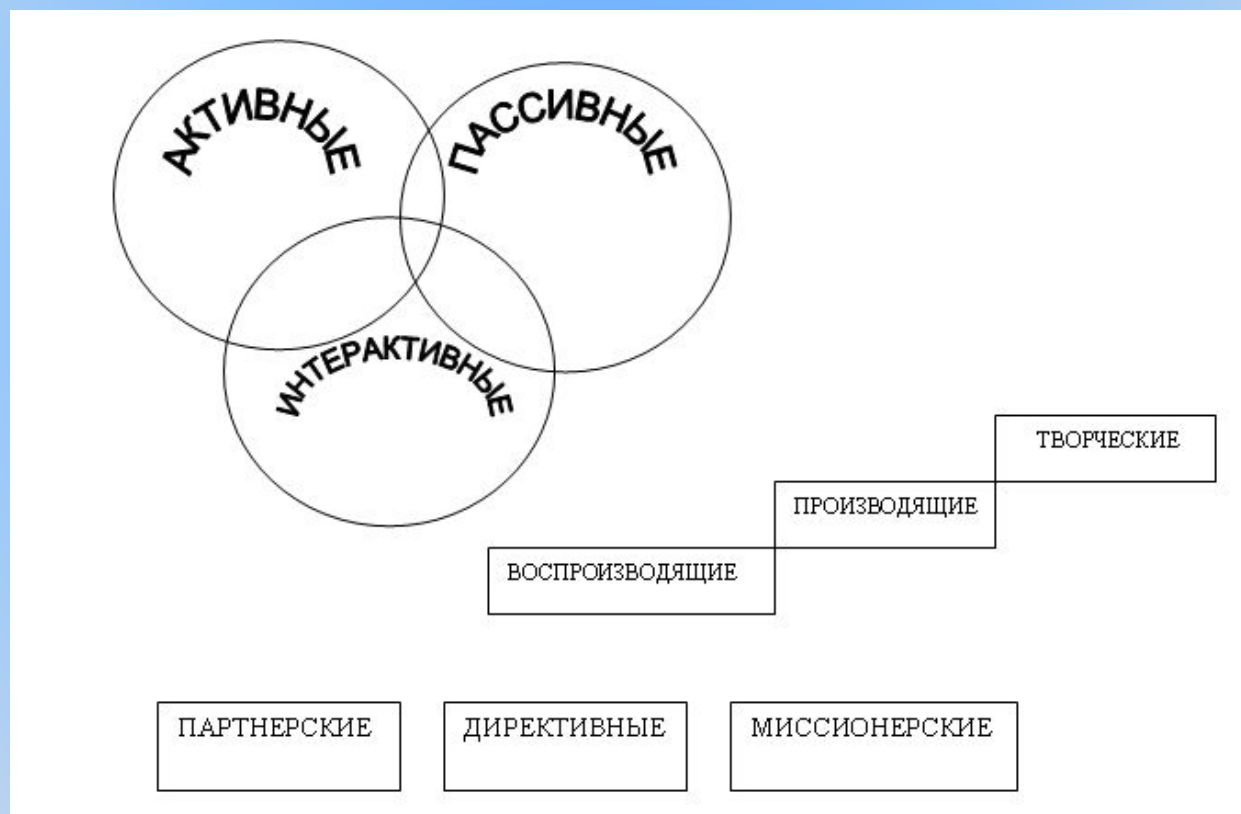 АКТИВНЫЕ
ПАССИВНЫЕ
ИНТЕРАКТИВНЫЕ
ТВОРЧЕСКИЕ
ПРОИЗВОДЯЩИЕ
ВОСПРОИЗВОДЯЩИЕ
ПАРТНЕРСКИЕ
ДИРЕКТИВНЫЕ
МИССИОНЕРСКИЕ